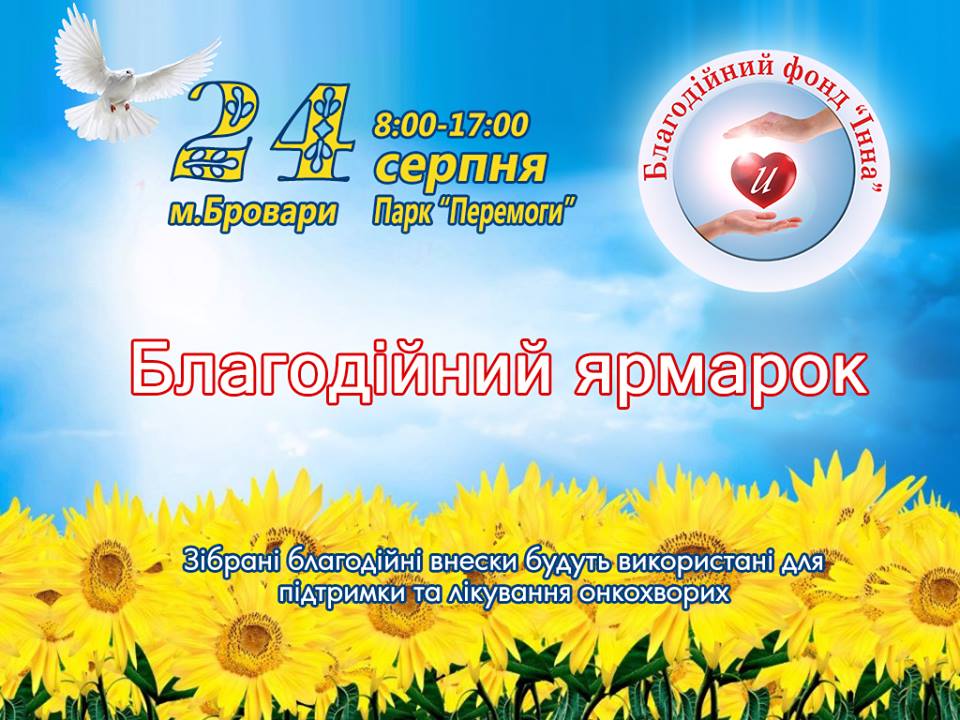 24
8:00-17:00
серпня
м.Бровари
Парк “Перемоги”
Благодійний фонд “Інна”
и
Благодійний ярмарок
Зібрані благодійні внески будуть використані для
підтримки та лікування онкохворих